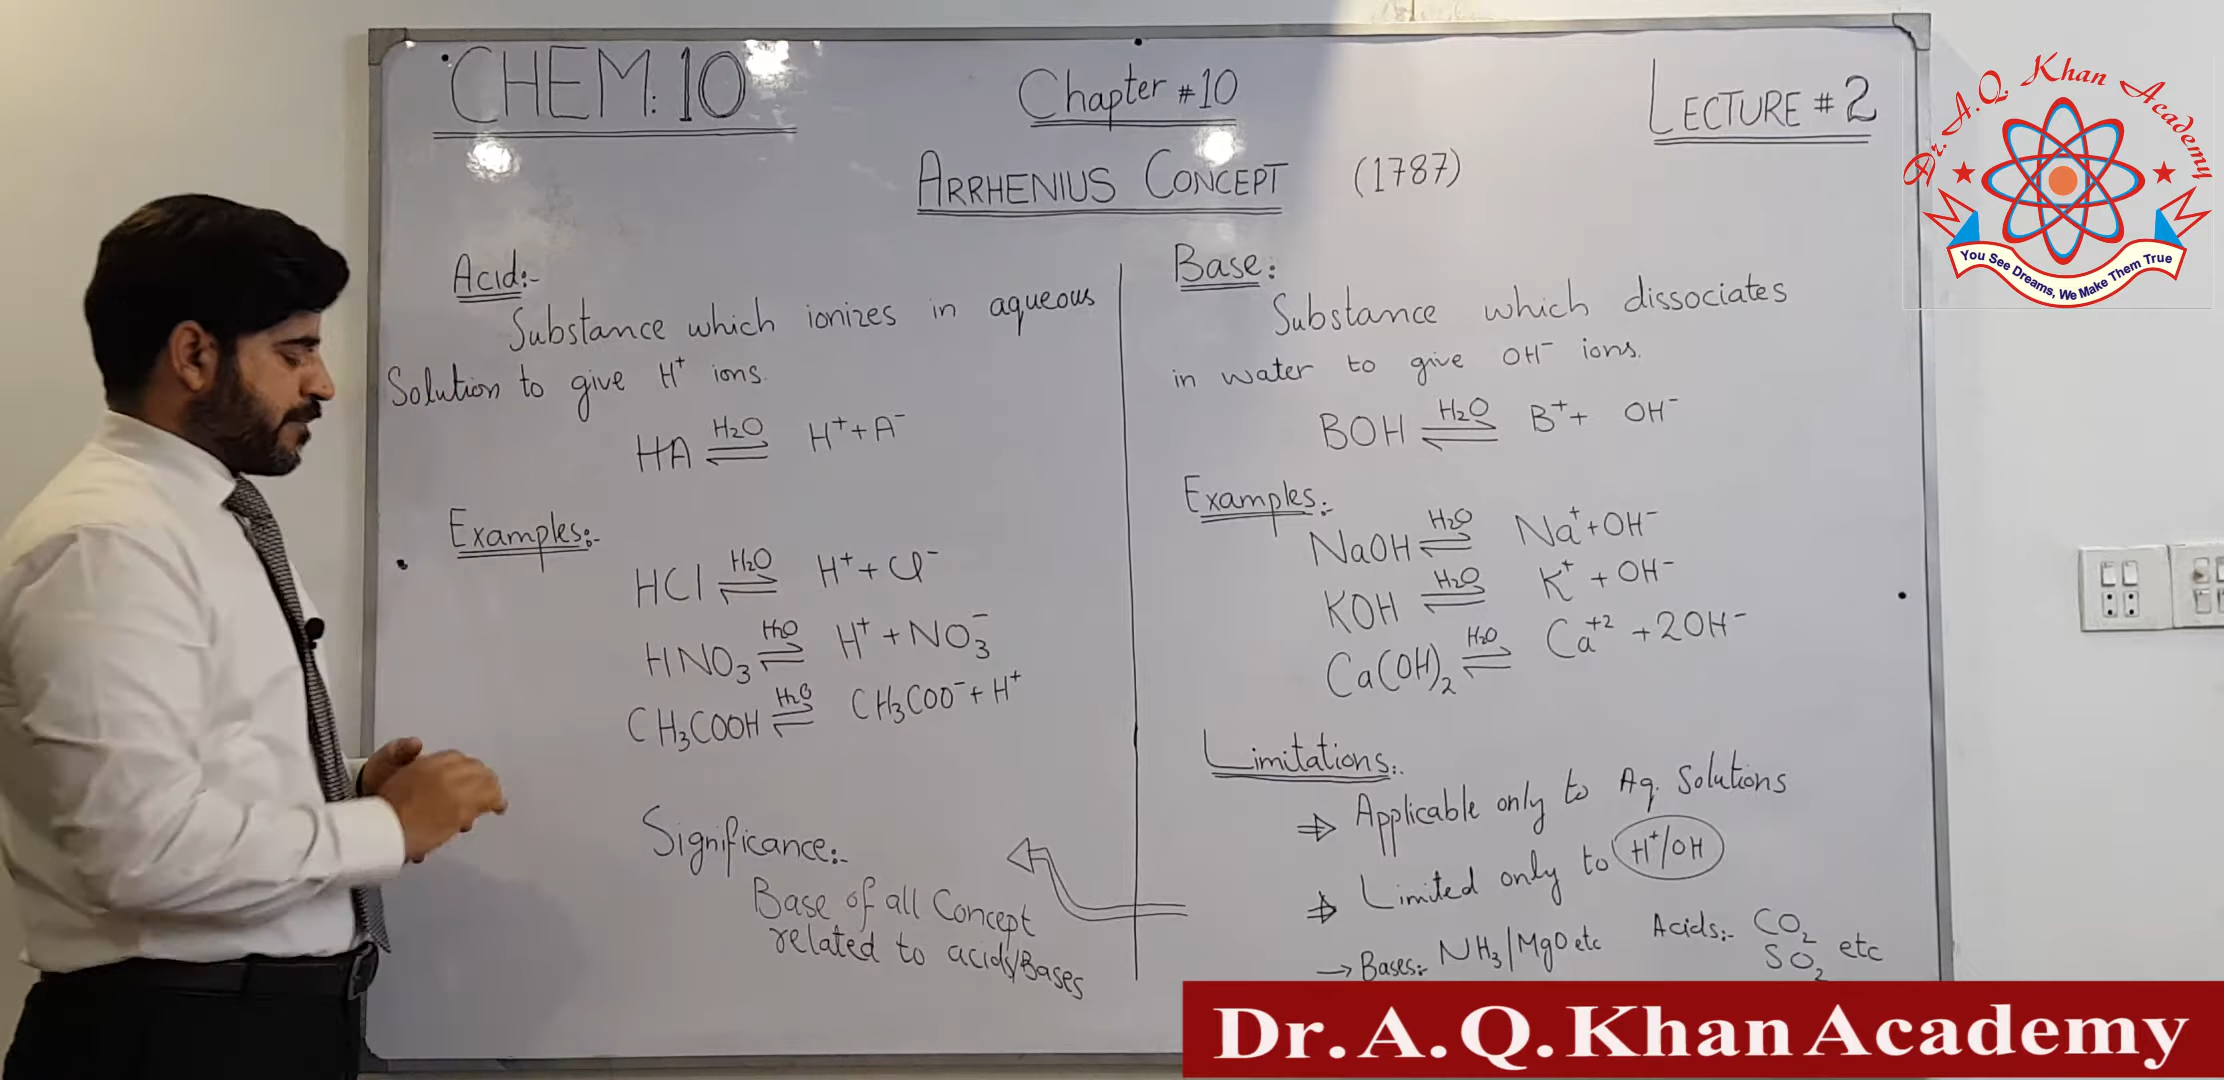 CHEM: 10
Chapter #10
LECTURE #2
ARRHENIUS CONCEPT (1787)
Acid:-
Substance which ionizes in aqueous
Solution to give H⁺ ions.
HA ⇌ H⁺ + A⁻
H₂O
Examples:-
HCl ⇌ H⁺ + Cl⁻
H₂O
HNO₃ ⇌ H⁺ + NO₃⁻
H₂O
CH₃COOH ⇌ CH₃COO⁻ + H⁺
H₂O
Significance:-
Base of all Concept
related to acids/Bases
Base:
Substance which dissociates
in water to give OH⁻ ions.
BOH ⇌ B⁺ + OH⁻
H₂O
Examples:-
NaOH ⇌ Na⁺ + OH⁻
H₂O
KOH ⇌ K⁺ + OH⁻
H₂O
Ca(OH)₂ ⇌ Ca⁺² + 2OH⁻
H₂O
Limitations:-
⇒ Applicable only to Aq. Solutions
⇒ Limited only to H⁺/OH
→ Bases:- NH₃/MgO etc Acids:- CO₂
SO₂ etc
Dr. A.Q. Khan Academy
You See Dreams, We Make Them True
Dr. A. Q. Khan Academy